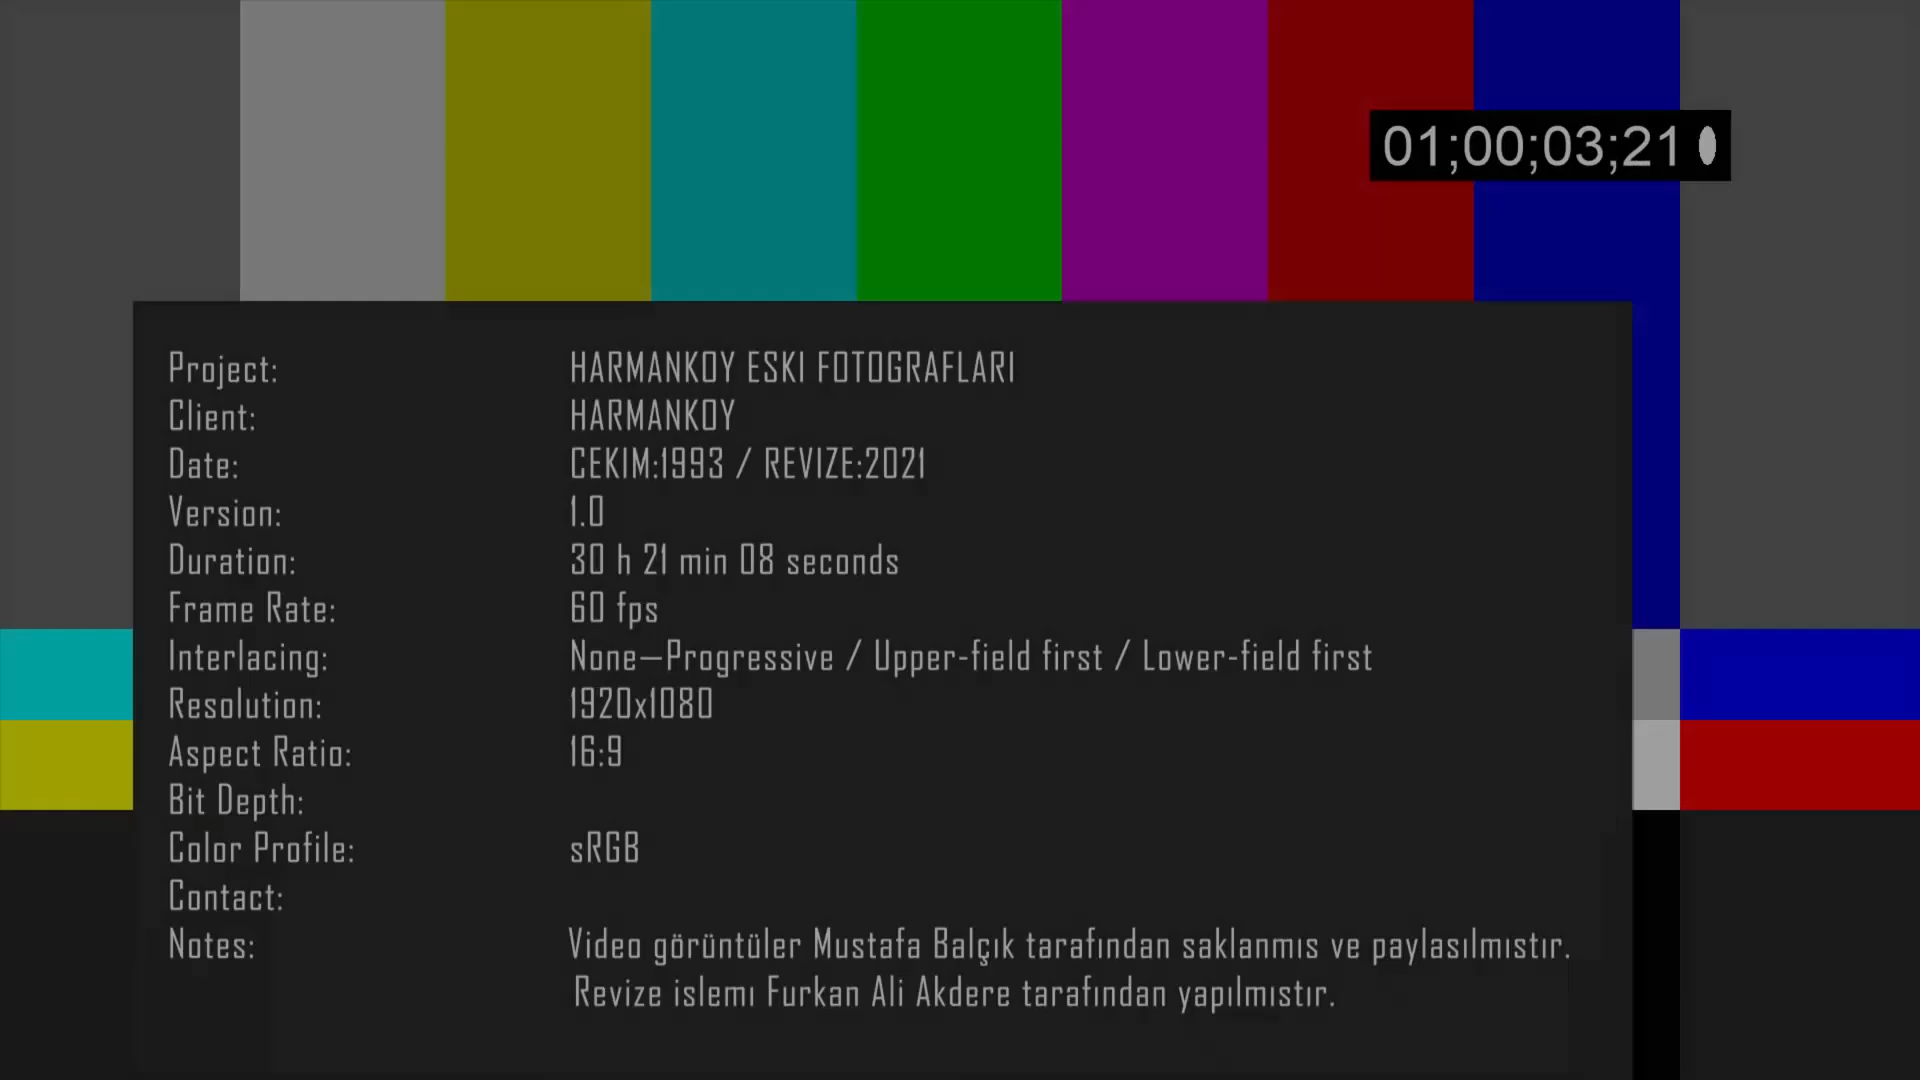 01;00;03;21
Project: HARMANKOY ESKI FOTOGRAFLARI
Client: HARMANKOY
Date: CEKIM:1993 / REVIZE:2021
Version: 1.0
Duration: 30 h 21 min 08 seconds
Frame Rate: 60 fps
Interlacing: None—Progressive / Upper-field first / Lower-field first
Resolution: 1920x1080
Aspect Ratio: 16:9
Bit Depth:
Color Profile: sRGB
Contact:
Notes: Video görüntüler Mustafa Balçık tarafından saklanmıs ve paylasılmıstır.
Revize islemı Furkan Ali Akdere tarafından yapılmıstır.